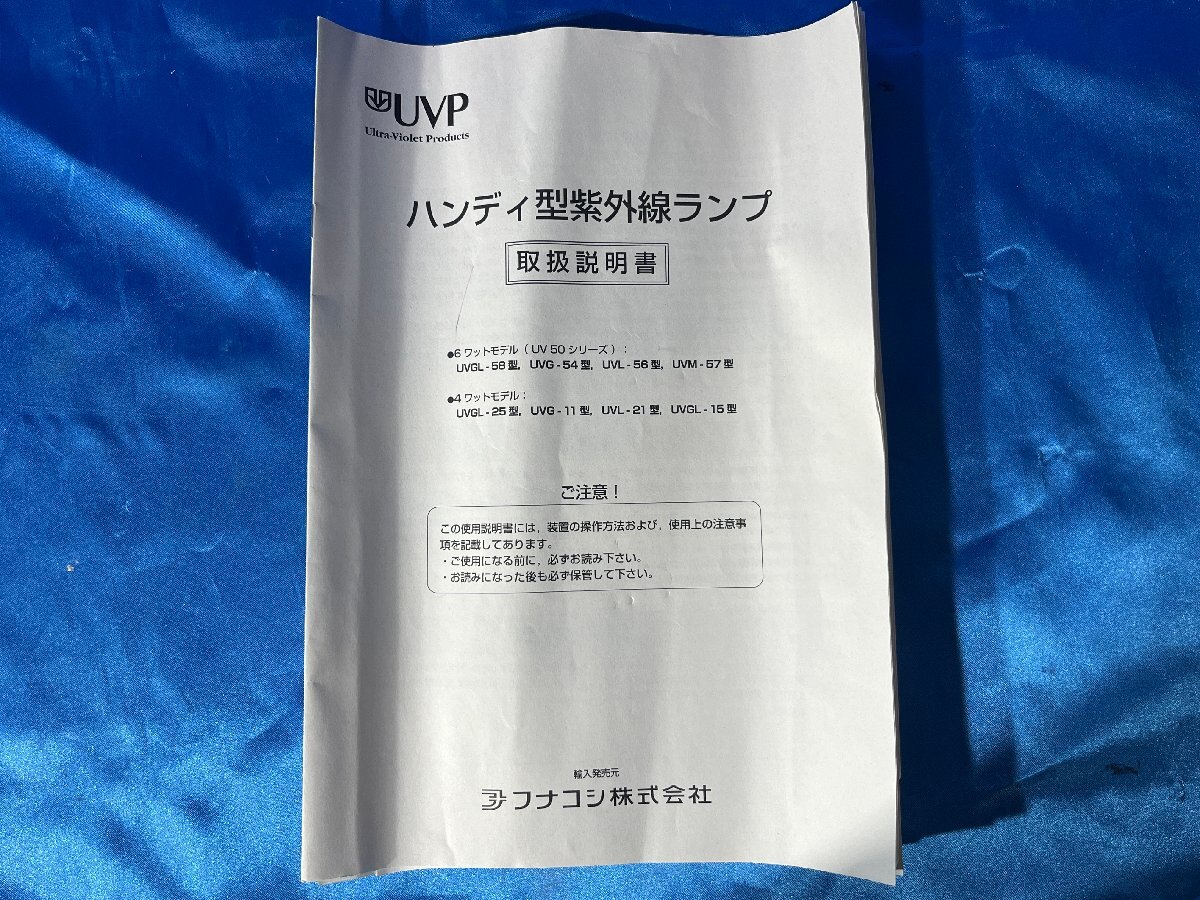 UVP
Ultra-Violet Products
ハンディ型紫外線ランプ
取扱説明書
●6ワットモデル（UV 50シリーズ）：
UVGL - 58型, UVG - 54型, UVL - 56型, UVM - 57型
●4ワットモデル：
UVGL - 25型, UVG - 11型, UVL - 21型, UVGL - 15型
ご注意！
この使用説明書には，装置の操作方法および，使用上の注意事
項を記載してあります。
・ご使用になる前に，必ずお読み下さい。
・お読みになった後も必ず保管して下さい。
輸入発売元
フナコシ株式会社